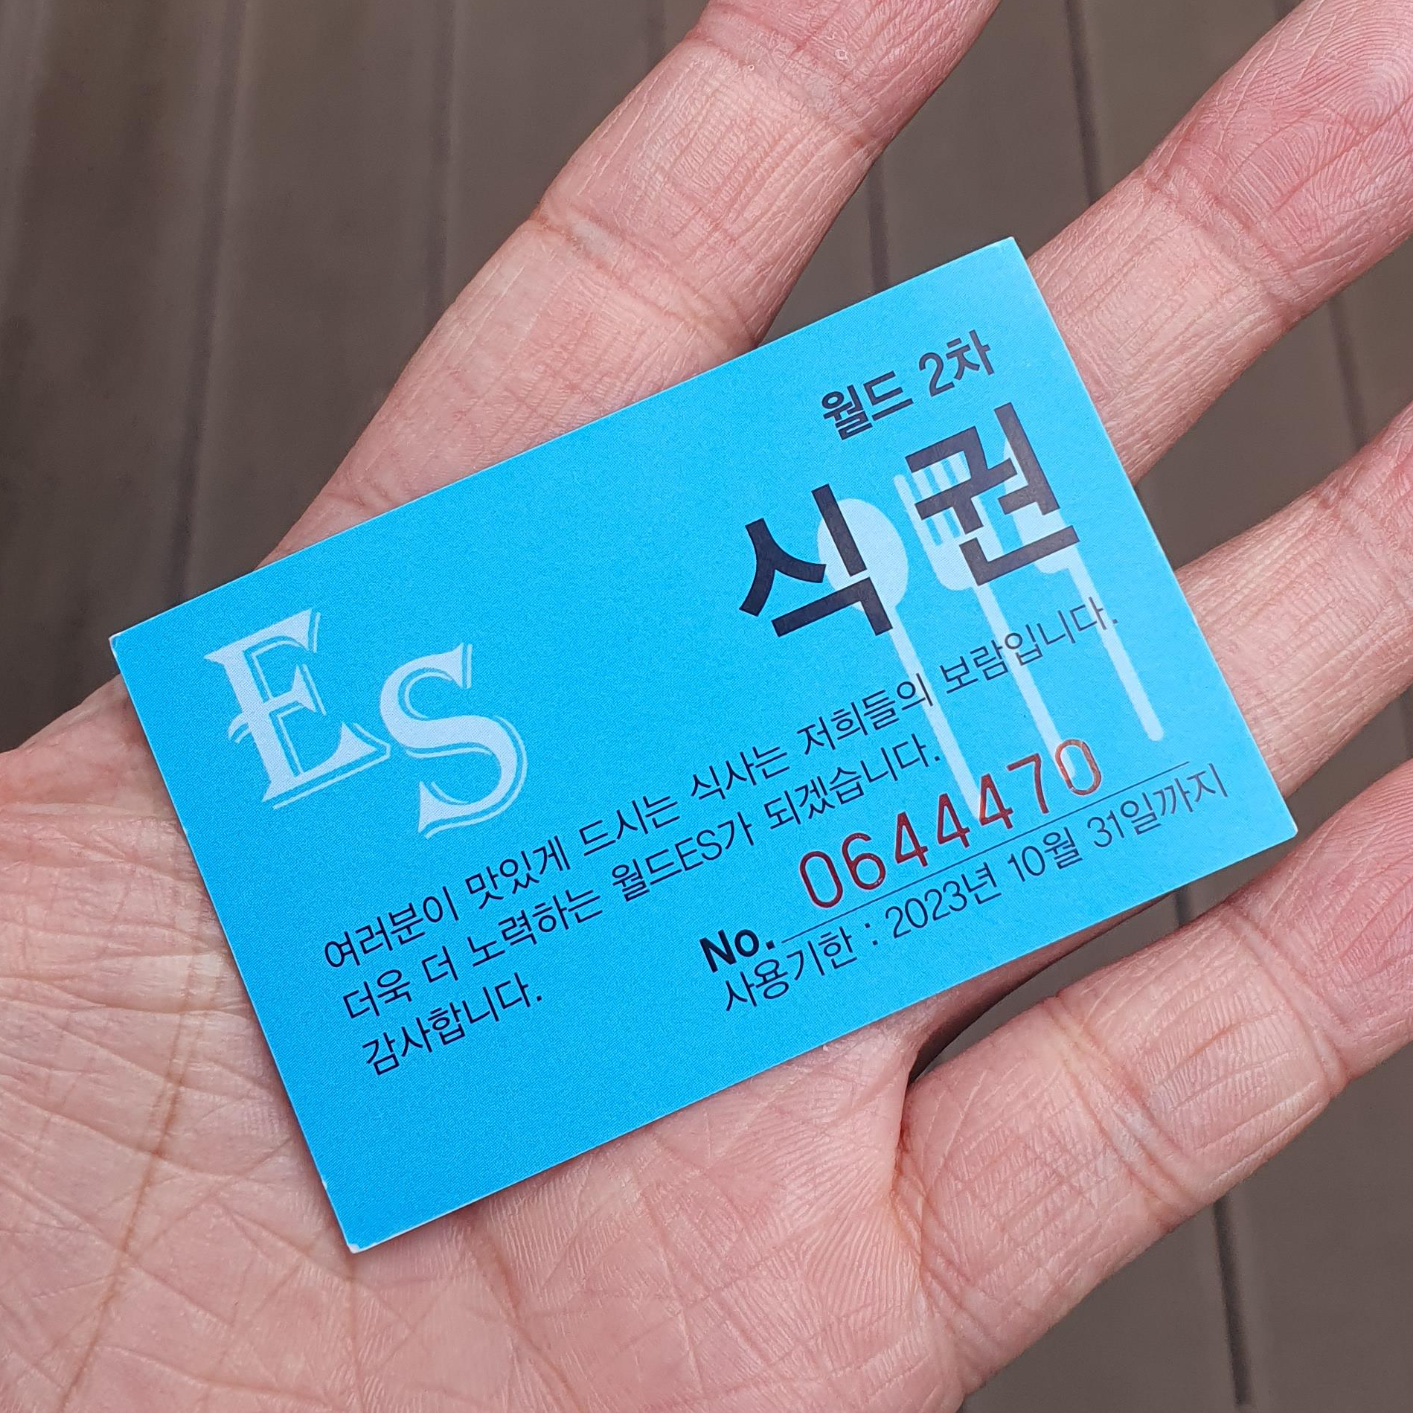 월드 2차
식권
ES
여러분이 맛있게 드시는 식사는 저희들의 보람입니다.
더욱 더 노력하는 월드ES가 되겠습니다.
감사합니다.
No. 0644470
사용기한 : 2023년 10월 31일까지